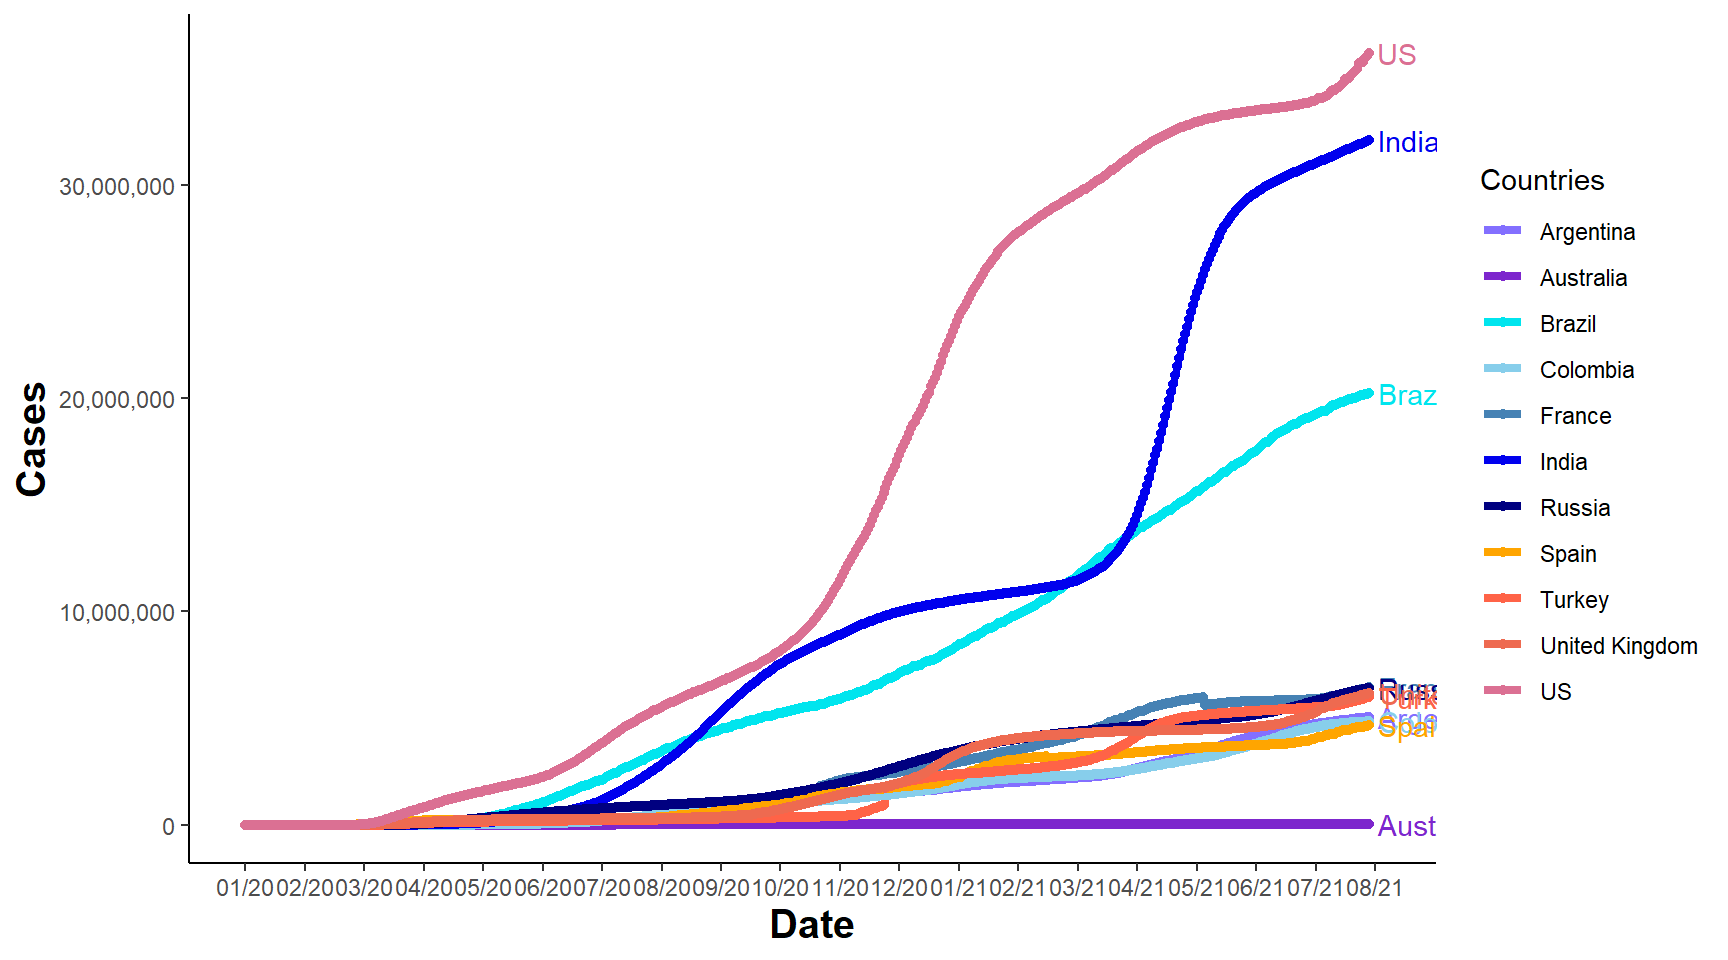 US
India
Braz
Turk
Spai
Aust
30,000,000
20,000,000
10,000,000
0
Cases
01/20 02/20 03/20 04/20 05/20 06/20 07/20 08/20 09/20 10/20 11/20 12/20 01/21 02/21 03/21 04/21 05/21 06/21 07/21 08/21
Date
Countries
Argentina
Australia
Brazil
Colombia
France
India
Russia
Spain
Turkey
United Kingdom
US